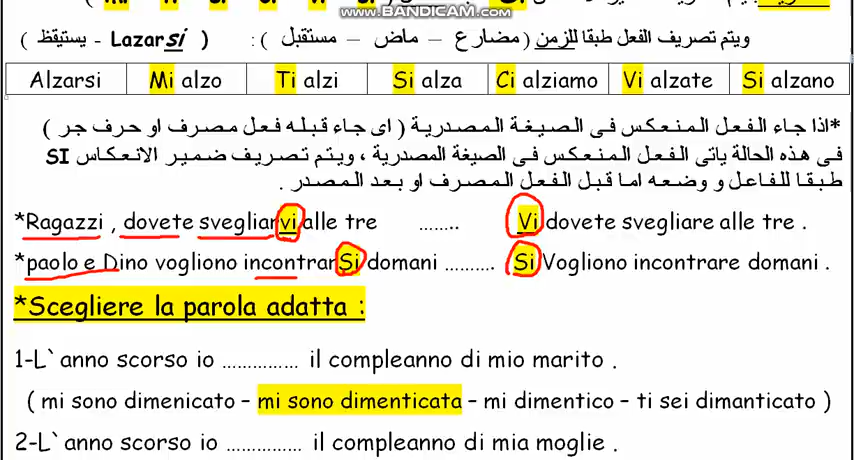 WWW.BANDICAM.COM
ويتم تصريف الفعل طبقا للزمن ( مضارع – ماض – مستقبل ) : ( Lazarsí - يستيقظ )
Alzarsi Mi alzo Ti alzi Si alza Ci alziamo Vi alzate Si alzano
*اذا جاء الفعل المنعكس فى الصيغة المصدرية ( اى جاء قبله فعل مصرف او حرف جر )
فى هذه الحالة ياتى الفعل المنعكس فى الصيغة المصدرية ، ويتم تصريف ضمير الانعكاس SI
طبقا للفاعل و وضعه اما قبل الفعل المصرف او بعد المصدر .
*Ragazzi , dovete svegliarvi alle tre ........ Vi dovete svegliare alle tre .
*paolo e Dino vogliono incontrarSi domani .......... Si Vogliono incontrare domani .
*Scegliere la parola adatta :
1-L`anno scorso io ............... il compleanno di mio marito .
( mi sono dimenicato – mi sono dimenticata – mi dimentico – ti sei dimanticato )
2-L`anno scorso io ............... il compleanno di mia moglie .